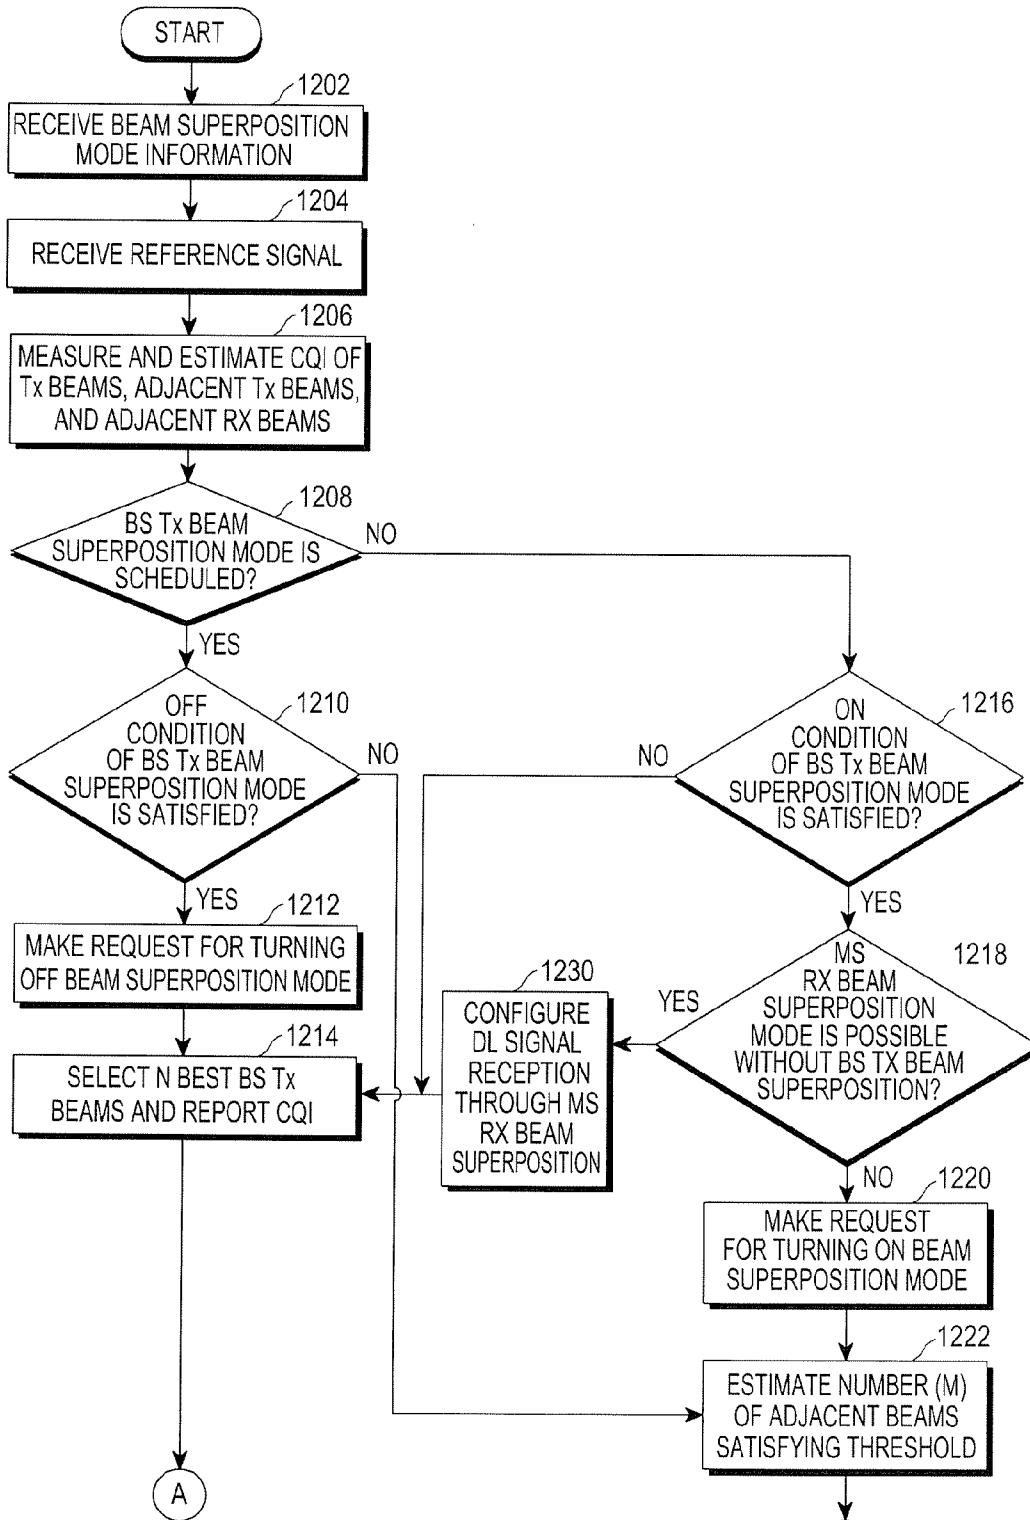 START
1202
RECEIVE BEAM SUPERPOSITION
MODE INFORMATION
1204
RECEIVE REFERENCE SIGNAL
1206
MEASURE AND ESTIMATE CQI OF
Tx BEAMS, ADJACENT Tx BEAMS,
AND ADJACENT RX BEAMS
1208
BS Tx BEAM
SUPERPOSITION MODE IS
SCHEDULED?
NO
YES
1210
OFF
CONDITION
OF BS Tx BEAM
SUPERPOSITION MODE
IS SATISFIED?
NO
YES
1212
MAKE REQUEST FOR TURNING
OFF BEAM SUPERPOSITION MODE
1214
SELECT N BEST BS Tx
BEAMS AND REPORT CQI
A
1216
ON
CONDITION
OF BS Tx BEAM
SUPERPOSITION MODE
IS SATISFIED?
NO
YES
1218
MS
RX BEAM
SUPERPOSITION
MODE IS POSSIBLE
WITHOUT BS TX BEAM
SUPERPOSITION?
YES
NO
1230
CONFIGURE
DL SIGNAL
RECEPTION
THROUGH MS
RX BEAM
SUPERPOSITION
1220
MAKE REQUEST
FOR TURNING ON BEAM
SUPERPOSITION MODE
1222
ESTIMATE NUMBER (M)
OF ADJACENT BEAMS
SATISFYING THRESHOLD